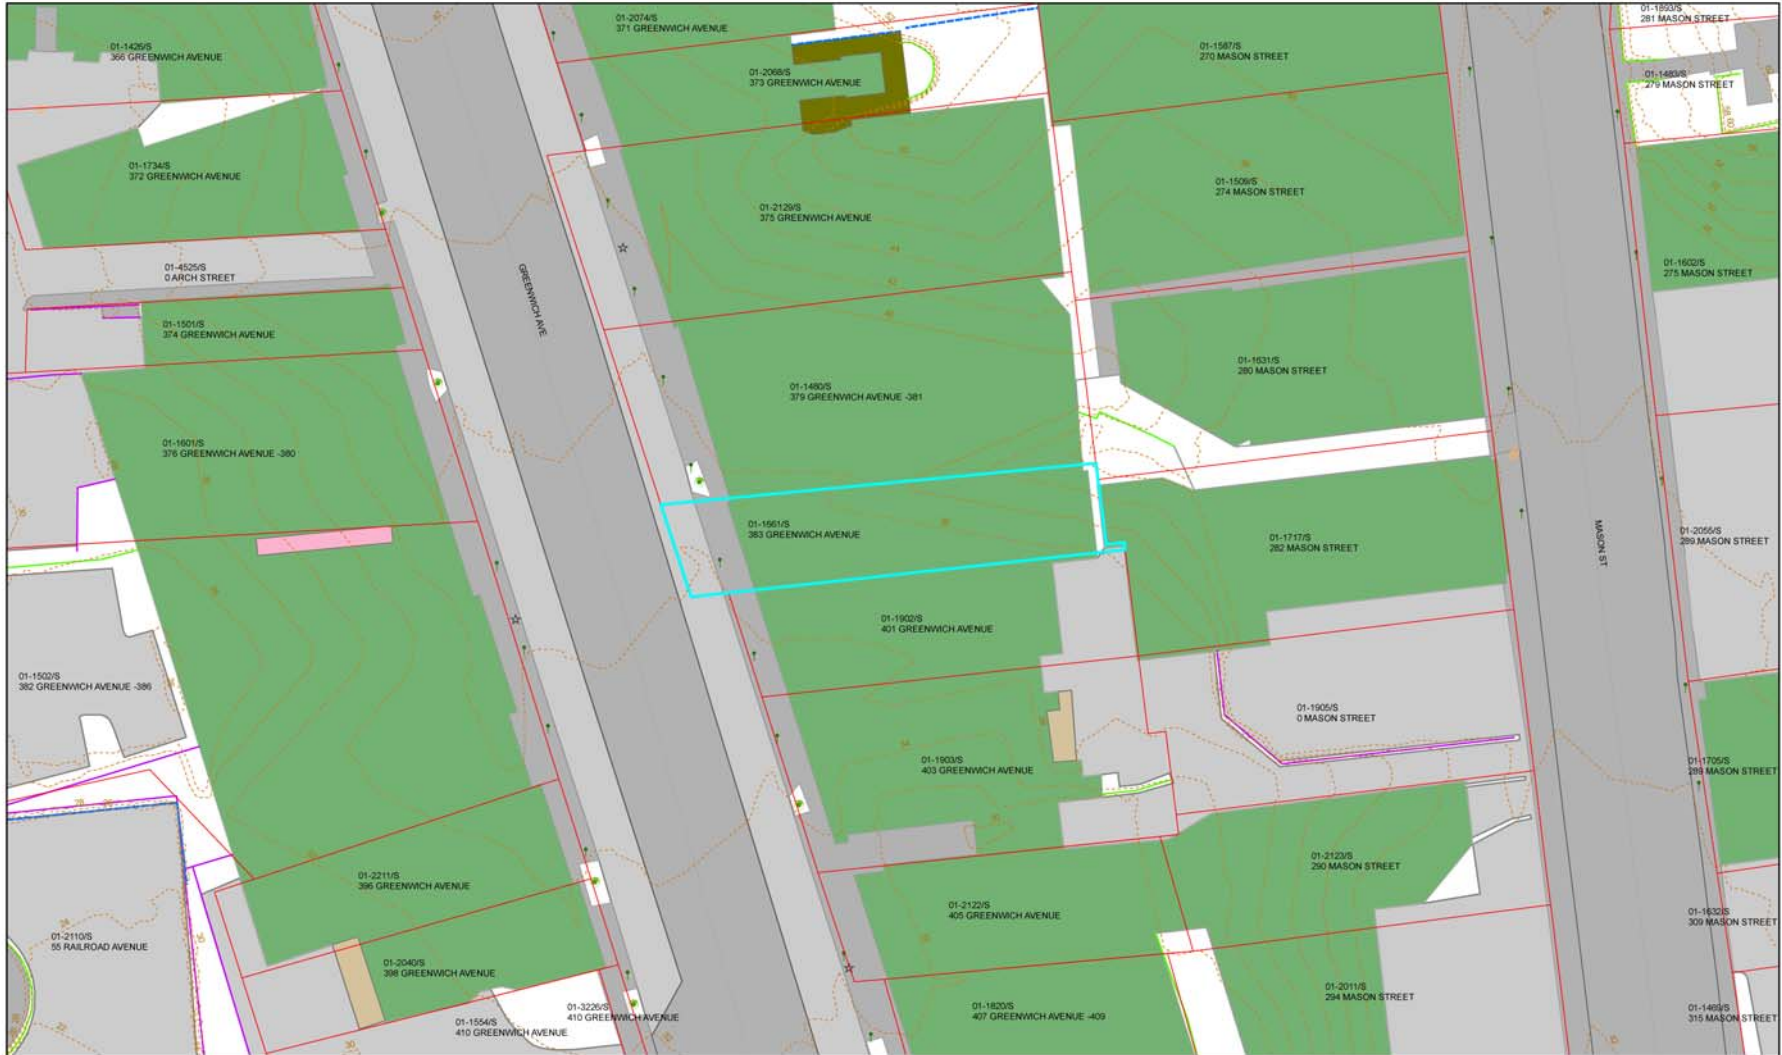 01-1426/S
366 GREENWICH AVENUE
01-2074/S
371 GREENWICH AVENUE
01-2068/S
373 GREENWICH AVENUE
01-1587/S
270 MASON STREET
01-1893/S
281 MASON STREET
01-1483/S
279 MASON STREET
01-1734/S
372 GREENWICH AVENUE
01-2129/S
375 GREENWICH AVENUE
01-1509/S
274 MASON STREET
01-4525/S
0 ARCH STREET
01-1602/S
275 MASON STREET
GREENWICH AVE
01-1501/S
374 GREENWICH AVENUE
01-1480/S
379 GREENWICH AVENUE -381
01-1631/S
280 MASON STREET
01-1601/S
376 GREENWICH AVENUE -380
01-1661/S
383 GREENWICH AVENUE
01-1717/S
282 MASON STREET
MASON ST
01-2055/S
289 MASON STREET
01-1902/S
401 GREENWICH AVENUE
01-1502/S
382 GREENWICH AVENUE -386
01-1905/S
0 MASON STREET
01-1903/S
403 GREENWICH AVENUE
01-1705/S
289 MASON STREET
01-2211/S
396 GREENWICH AVENUE
01-2123/S
290 MASON STREET
01-2122/S
405 GREENWICH AVENUE
01-1632/S
309 MASON STREET
01-2110/S
55 RAILROAD AVENUE
30
01-2040/S
398 GREENWICH AVENUE
01-2011/S
294 MASON STREET
01-3226/S
410 GREENWICH AVENUE
01-1554/S
410 GREENWICH AVENUE
01-1820/S
407 GREENWICH AVENUE -409
01-1469/S
315 MASON STREET
30